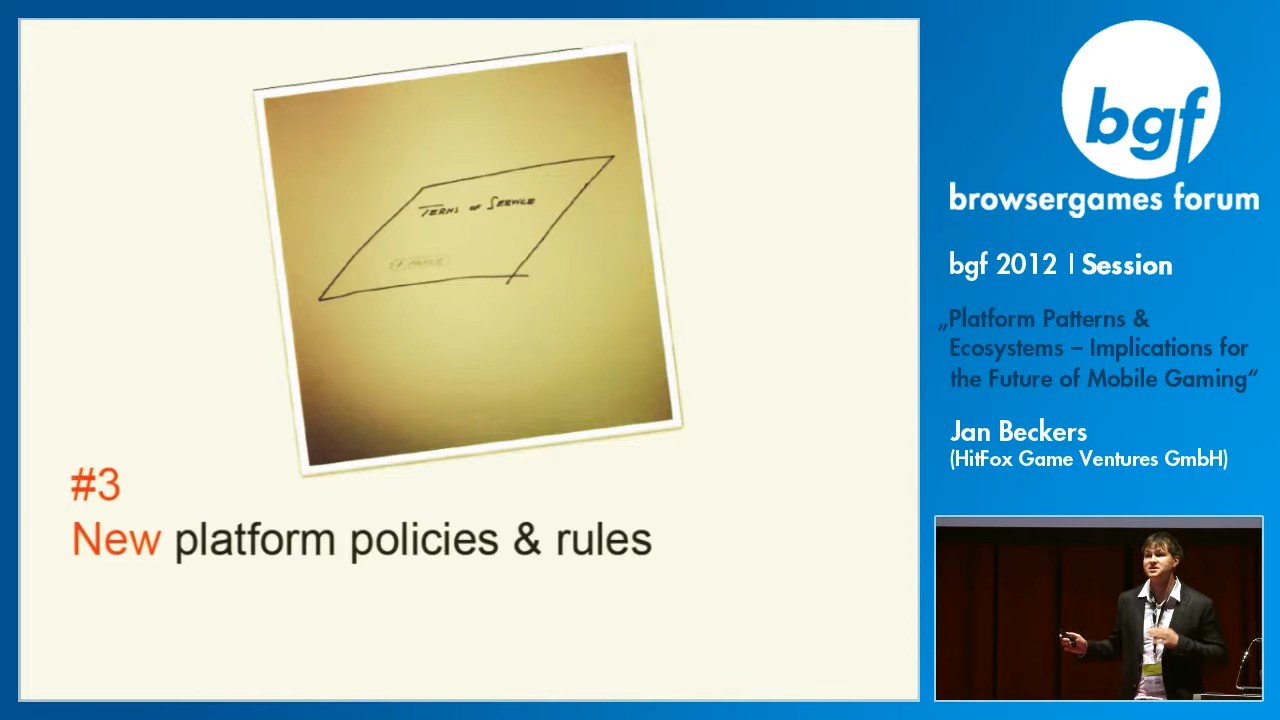 TERMS OF SERVICE
#3
New platform policies & rules
bgf
browsergames forum
bgf 2012 | Session
„Platform Patterns &
Ecosystems – Implications for
the Future of Mobile Gaming“
Jan Beckers
(HitFox Game Ventures GmbH)